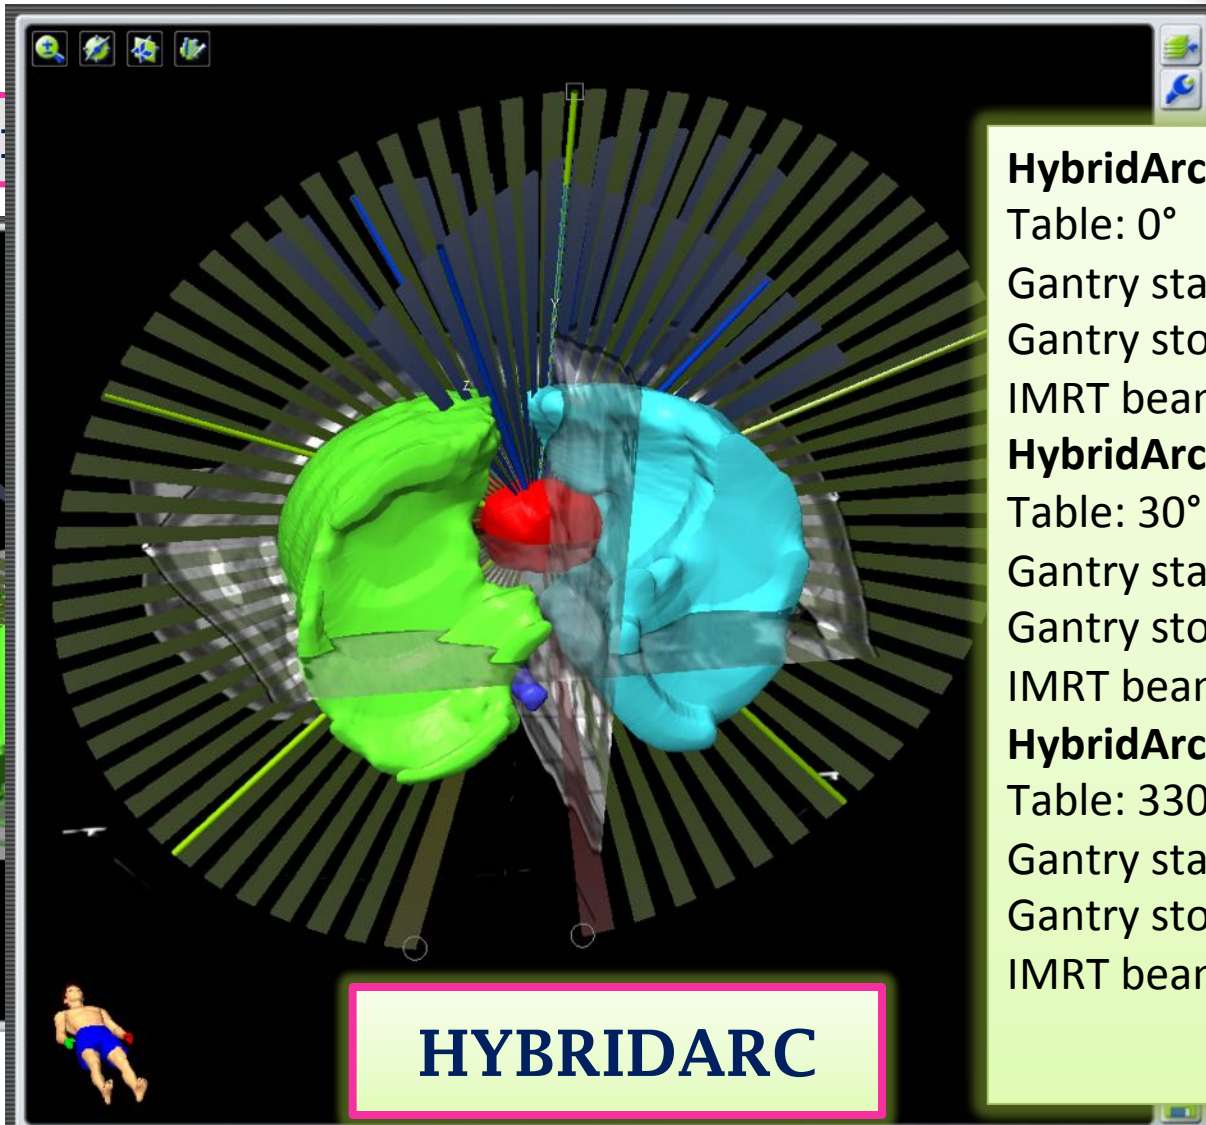 HybridArc
Table: 0°
Gantry sta
Gantry sto
IMRT bear
HybridArc
Table: 30°
Gantry sta
Gantry sto
IMRT bear
HybridArc
Table: 330
Gantry sta
Gantry sto
IMRT bear
Y
Z
HYBRIDARC